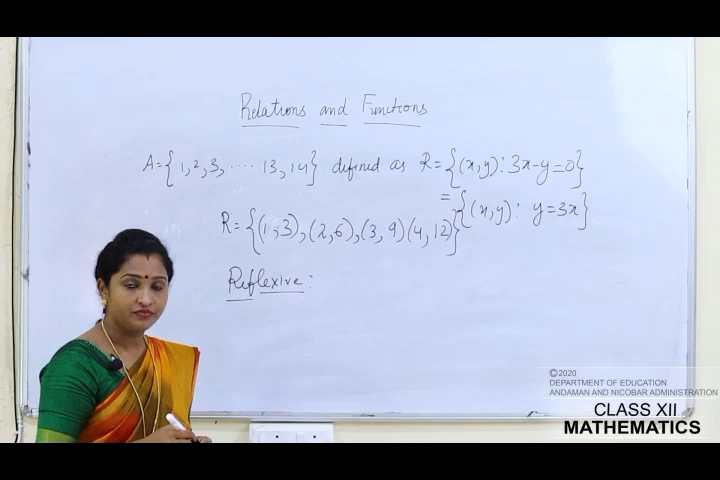 Relations and Functions
A={1,2,3, ···· 13,14} defined as R={(x,y): 3x-y=0}
={(x,y): y=3x}
R={(1,3),(2,6),(3,9)(4,12)}
Reflexive:
©2020
DEPARTMENT OF EDUCATION
ANDAMAN AND NICOBAR ADMINISTRATION
CLASS XII
MATHEMATICS